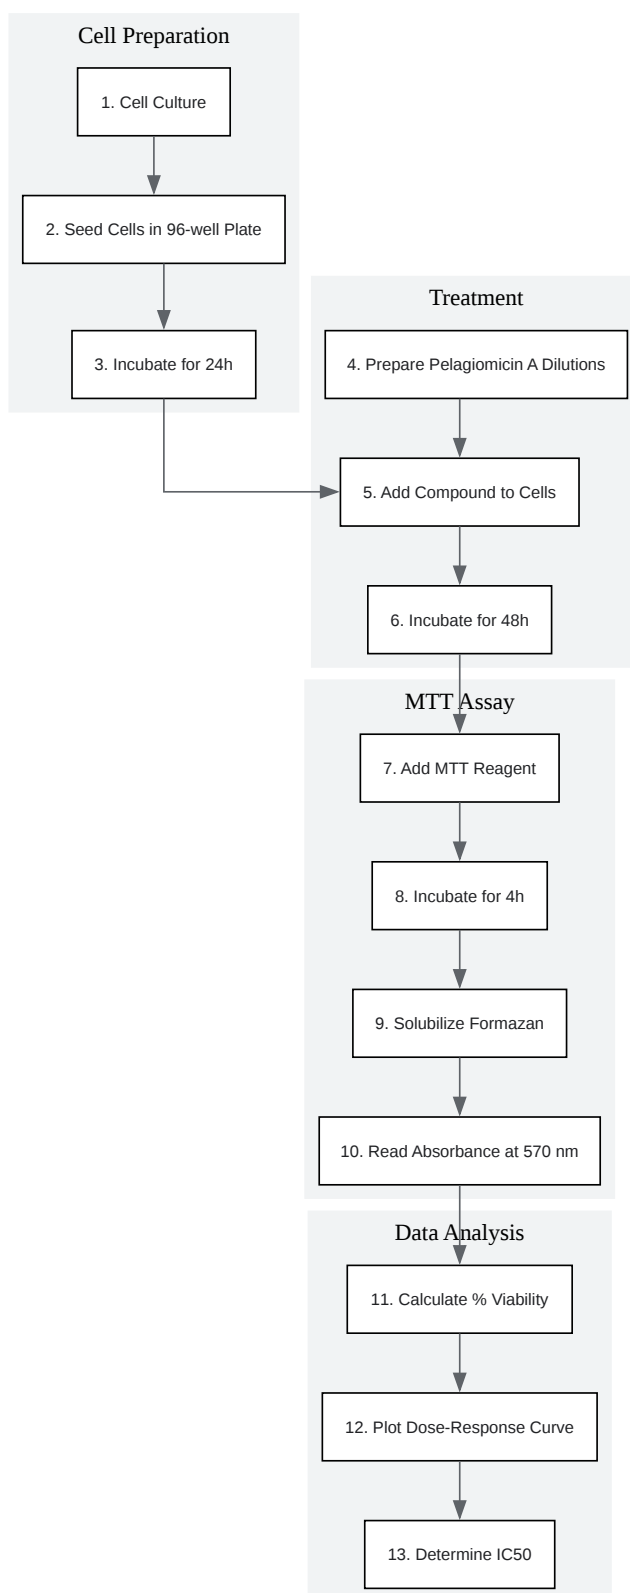 Cell Preparation
1. Cell Culture
2. Seed Cells in 96-well Plate
3. Incubate for 24h
Treatment
4. Prepare Pelagiomicin A Dilutions
5. Add Compound to Cells
6. Incubate for 48h
MTT Assay
7. Add MTT Reagent
8. Incubate for 4h
9. Solubilize Formazan
10. Read Absorbance at 570 nm
Data Analysis
11. Calculate % Viability
12. Plot Dose-Response Curve
13. Determine IC50